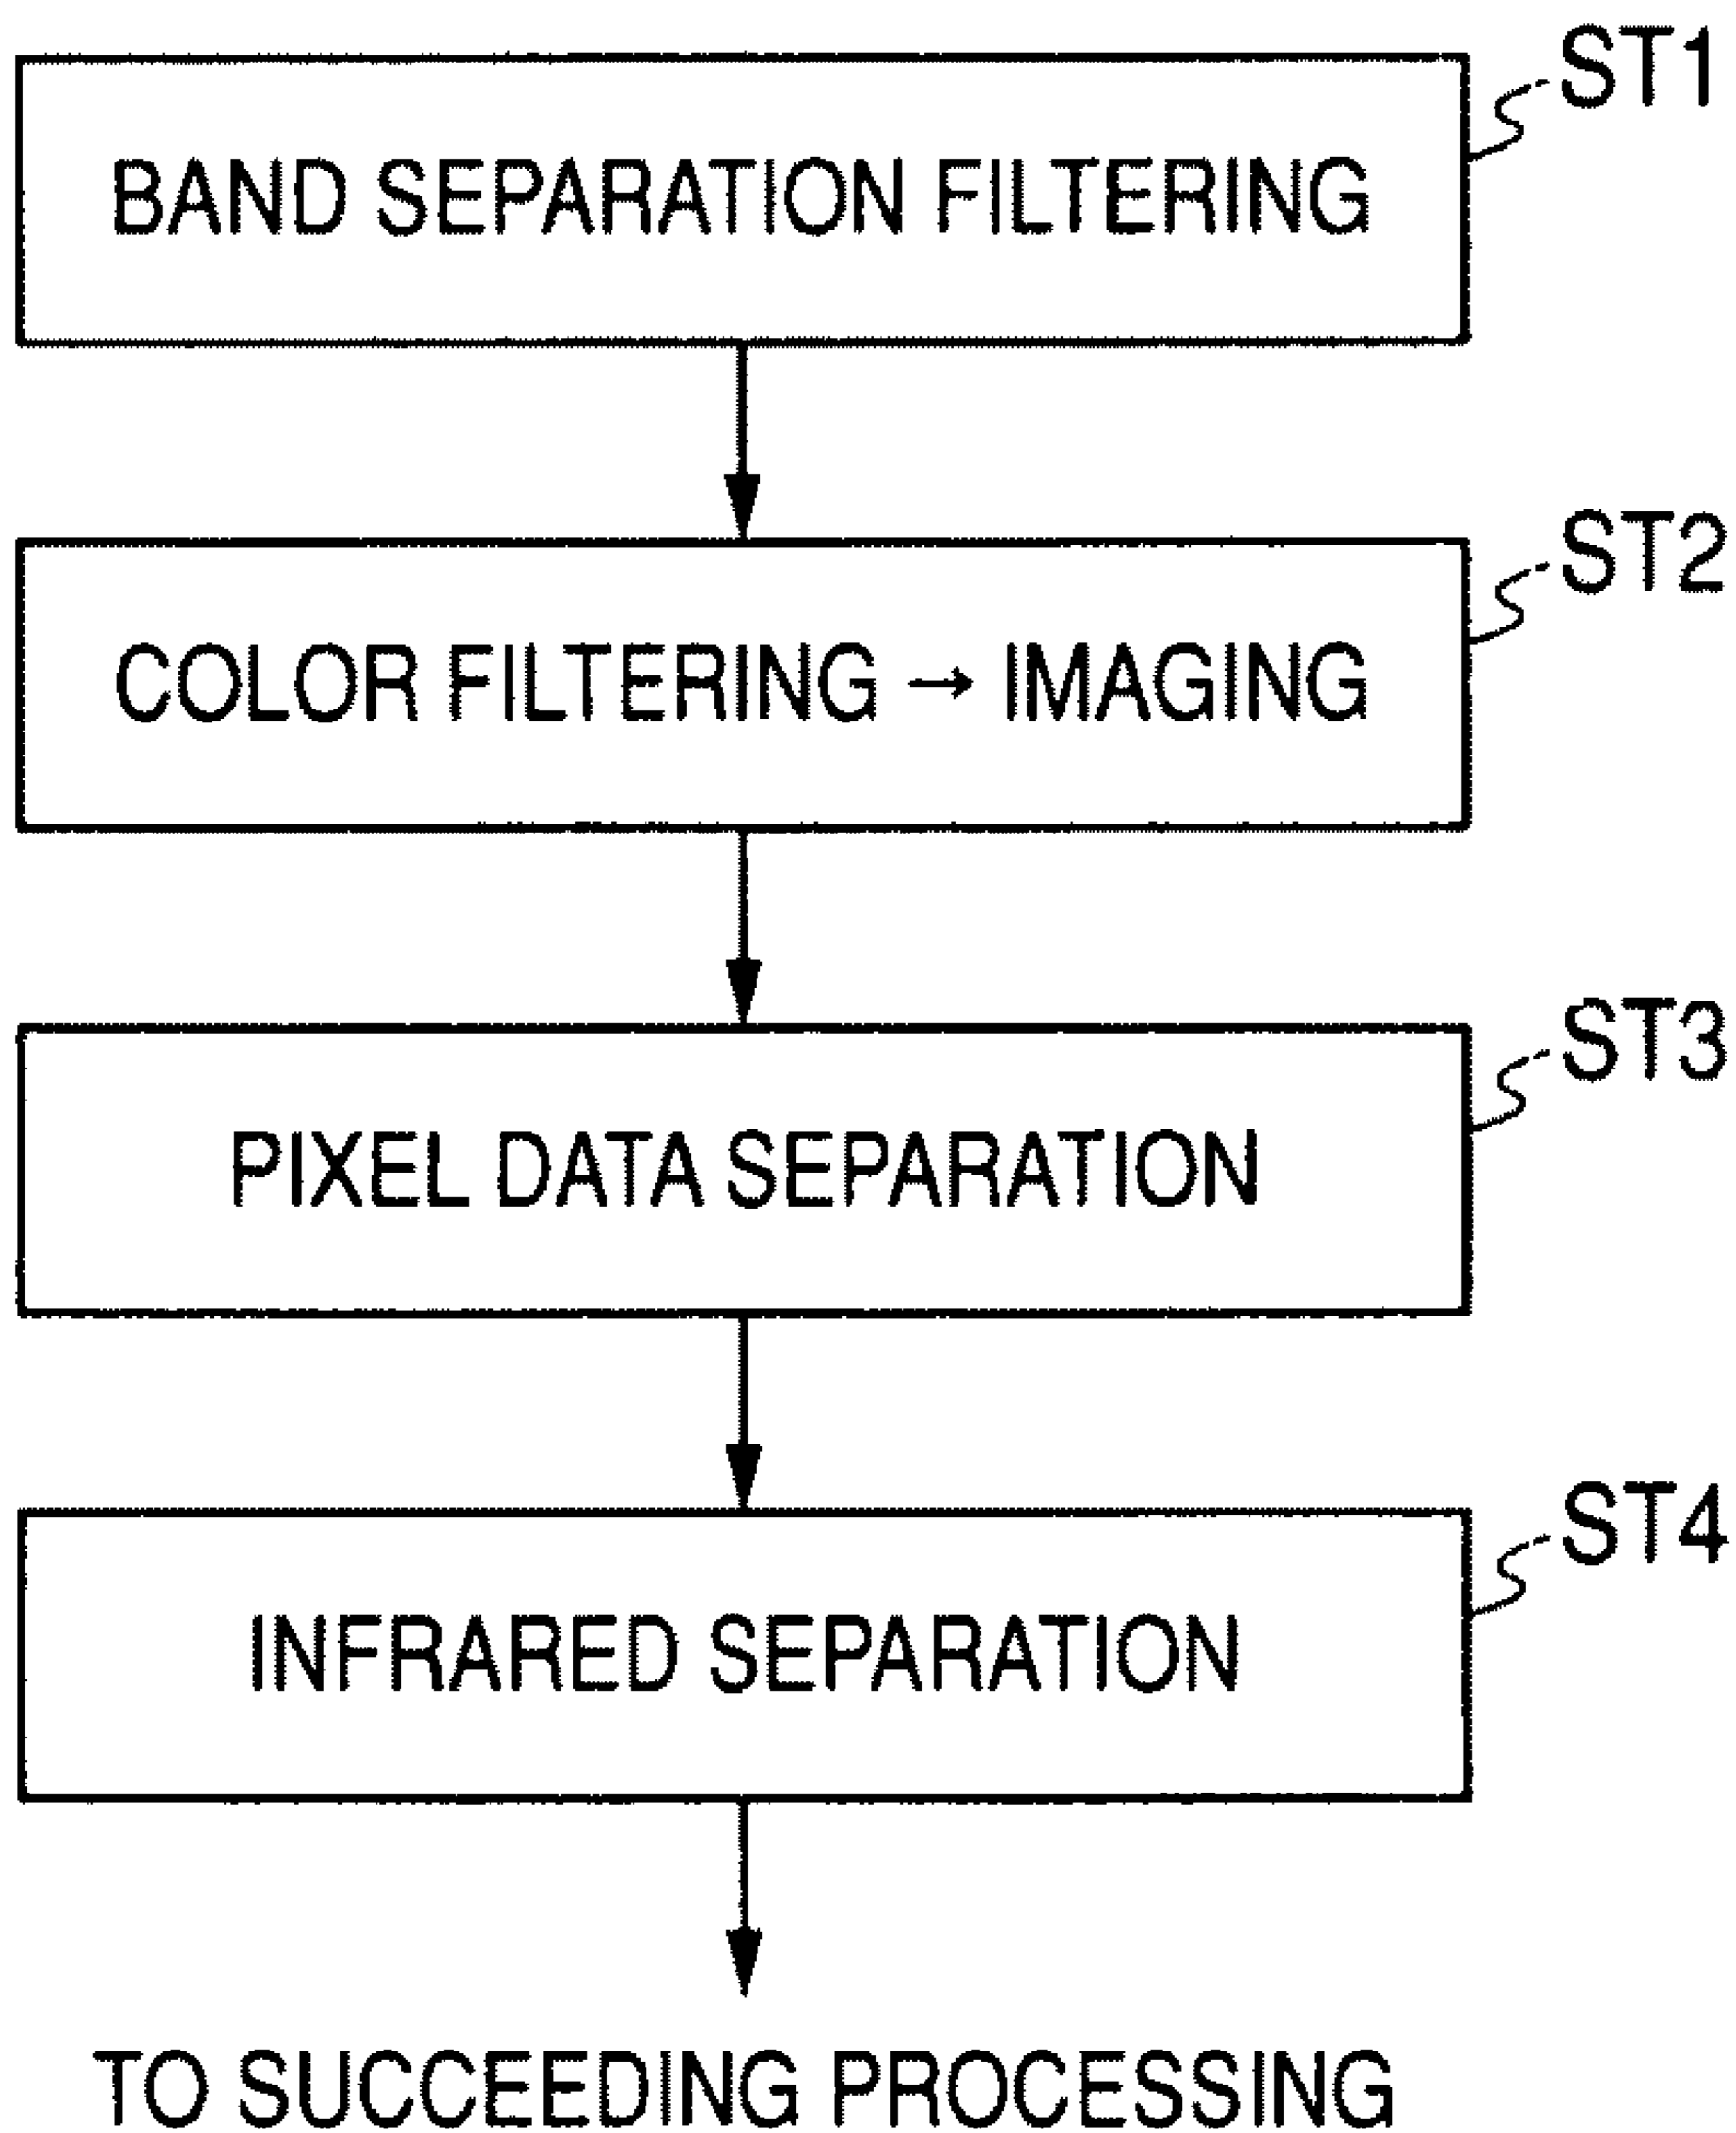 ST1
BAND SEPARATION FILTERING
ST2
COLOR FILTERING → IMAGING
ST3
PIXEL DATA SEPARATION
ST4
INFRARED SEPARATION
TO SUCCEEDING PROCESSING